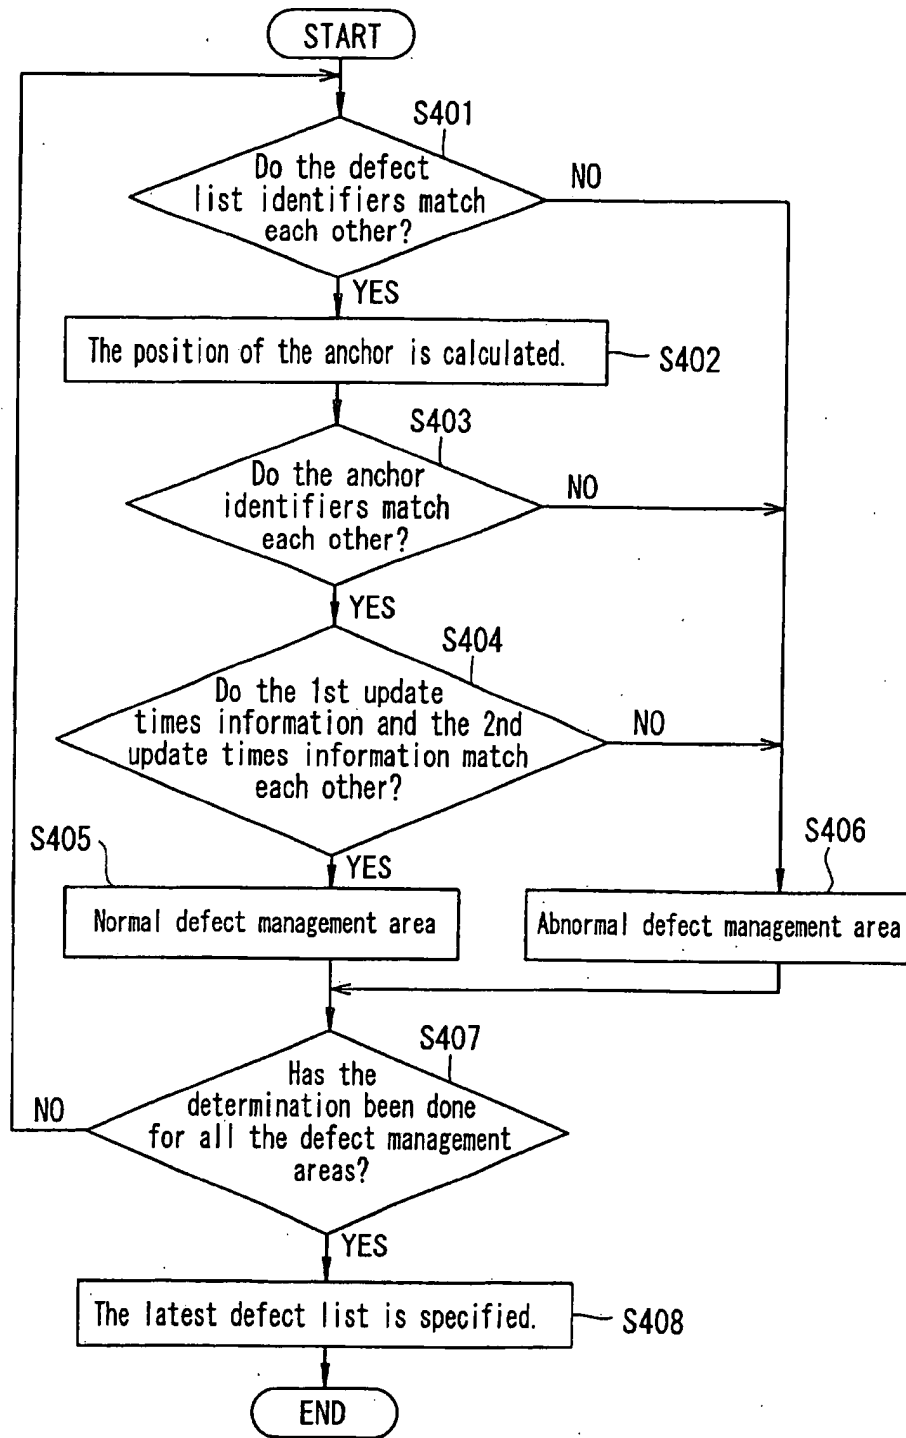 START
S401
Do the defect
list identifiers match
each other?
NO
YES
The position of the anchor is calculated.
S402
S403
Do the anchor
identifiers match
each other?
NO
YES
S404
Do the 1st update
times information and the 2nd
update times information match
each other?
NO
S405
YES
S406
Normal defect management area
Abnormal defect management area
S407
Has the
determination been done
for all the defect management
areas?
NO
YES
The latest defect list is specified.
S408
END